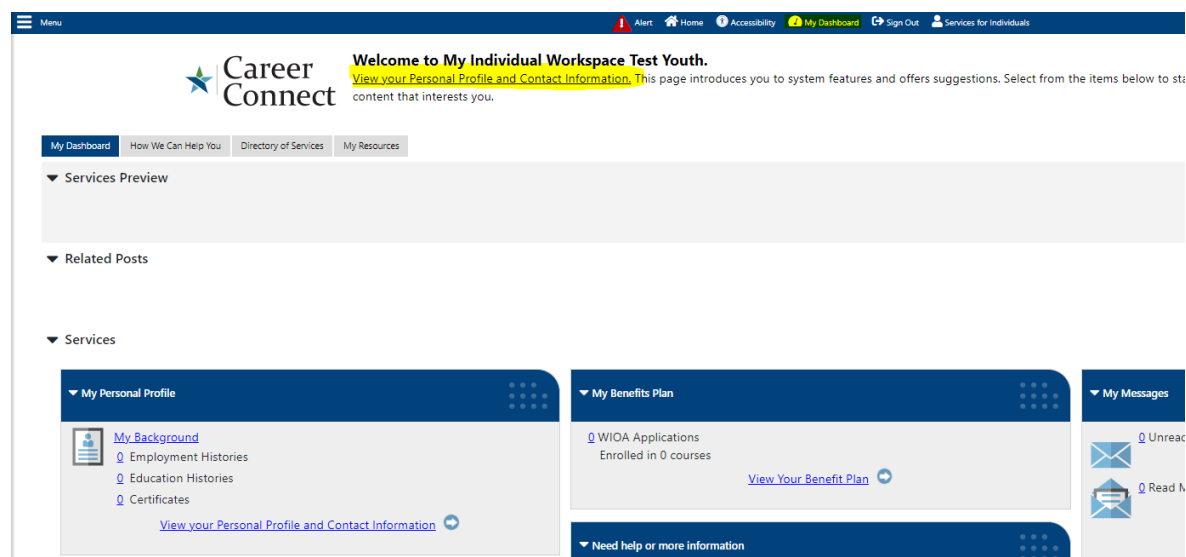 Menu Alert Home Accessibility My Dashboard Sign Out Services for Individuals
Career
Connect
Welcome to My Individual Workspace Test Youth.
View your Personal Profile and Contact Information. This page introduces you to system features and offers suggestions. Select from the items below to
content that interests you.
My Dashboard How We Can Help You Directory of Services My Resources
Services Preview
Related Posts
Services
My Personal Profile
My Background
0 Employment Histories
0 Education Histories
0 Certificates
View your Personal Profile and Contact Information
My Benefits Plan
0 WIOA Applications
Enrolled in 0 courses
View Your Benefit Plan
Need help or more information
My Messages
0
0 Read